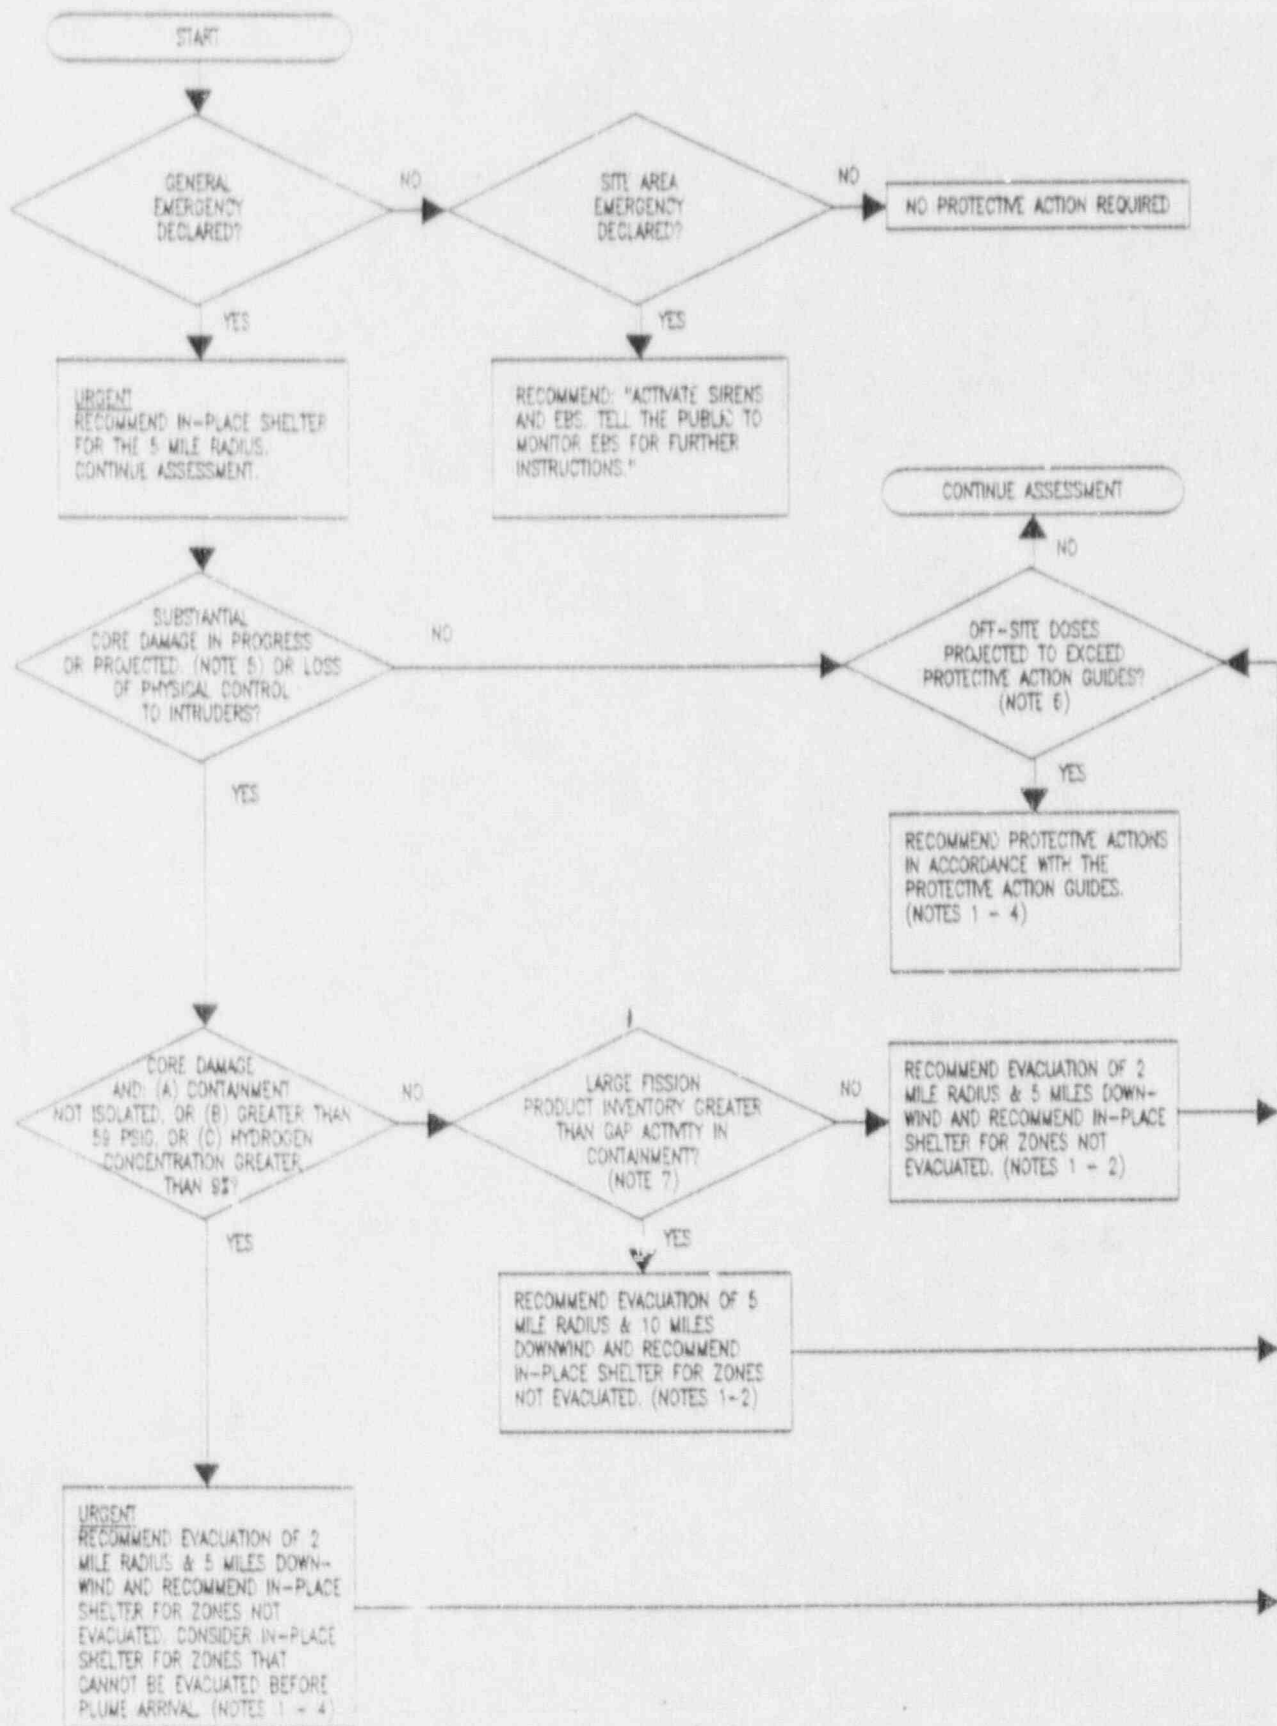 START
GENERAL
EMERGENCY
DECLARED?
NO
SITE AREA
EMERGENCY
DECLARED?
NO
NO PROTECTIVE ACTION REQUIRED
YES
YES
URGENT
RECOMMEND IN-PLACE SHELTER
FOR THE 5 MILE RADIUS.
CONTINUE ASSESSMENT.
RECOMMEND: "ACTIVATE SIRENS
AND EBS. TELL THE PUBLIC TO
MONITOR EBS FOR FURTHER
INSTRUCTIONS."
CONTINUE ASSESSMENT
NO
SUBSTANTIAL
CORE DAMAGE IN PROGRESS
OR PROJECTED, (NOTE 5) OR LOSS
OF PHYSICAL CONTROL
TO INTRUDERS?
NO
OFF-SITE DOSES
PROJECTED TO EXCEED
PROTECTIVE ACTION GUIDES?
(NOTE 6)
YES
YES
RECOMMEND PROTECTIVE ACTIONS
IN ACCORDANCE WITH THE
PROTECTIVE ACTION GUIDES.
(NOTES 1 - 4)
CORE DAMAGE
AND: (A) CONTAINMENT
NOT ISOLATED, OR (B) GREATER THAN
59 PSIG, OR (C) HYDROGEN
CONCENTRATION GREATER
THAN 9%?
NO
LARGE FISSION
PRODUCT INVENTORY GREATER
THAN GAP ACTIVITY IN
CONTAINMENT?
(NOTE 7)
NO
RECOMMEND EVACUATION OF 2
MILE RADIUS & 5 MILES DOWN-
WIND AND RECOMMEND IN-PLACE
SHELTER FOR ZONES NOT
EVACUATED. (NOTES 1 - 2)
YES
YES
RECOMMEND EVACUATION OF 5
MILE RADIUS & 10 MILES
DOWNWIND AND RECOMMEND
IN-PLACE SHELTER FOR ZONES
NOT EVACUATED. (NOTES 1-2)
URGENT
RECOMMEND EVACUATION OF 2
MILE RADIUS & 5 MILES DOWN-
WIND AND RECOMMEND IN-PLACE
SHELTER FOR ZONES NOT
EVACUATED. CONSIDER IN-PLACE
SHELTER FOR ZONES THAT
CANNOT BE EVACUATED BEFORE
PLUME ARRIVAL. (NOTES 1 - 4)